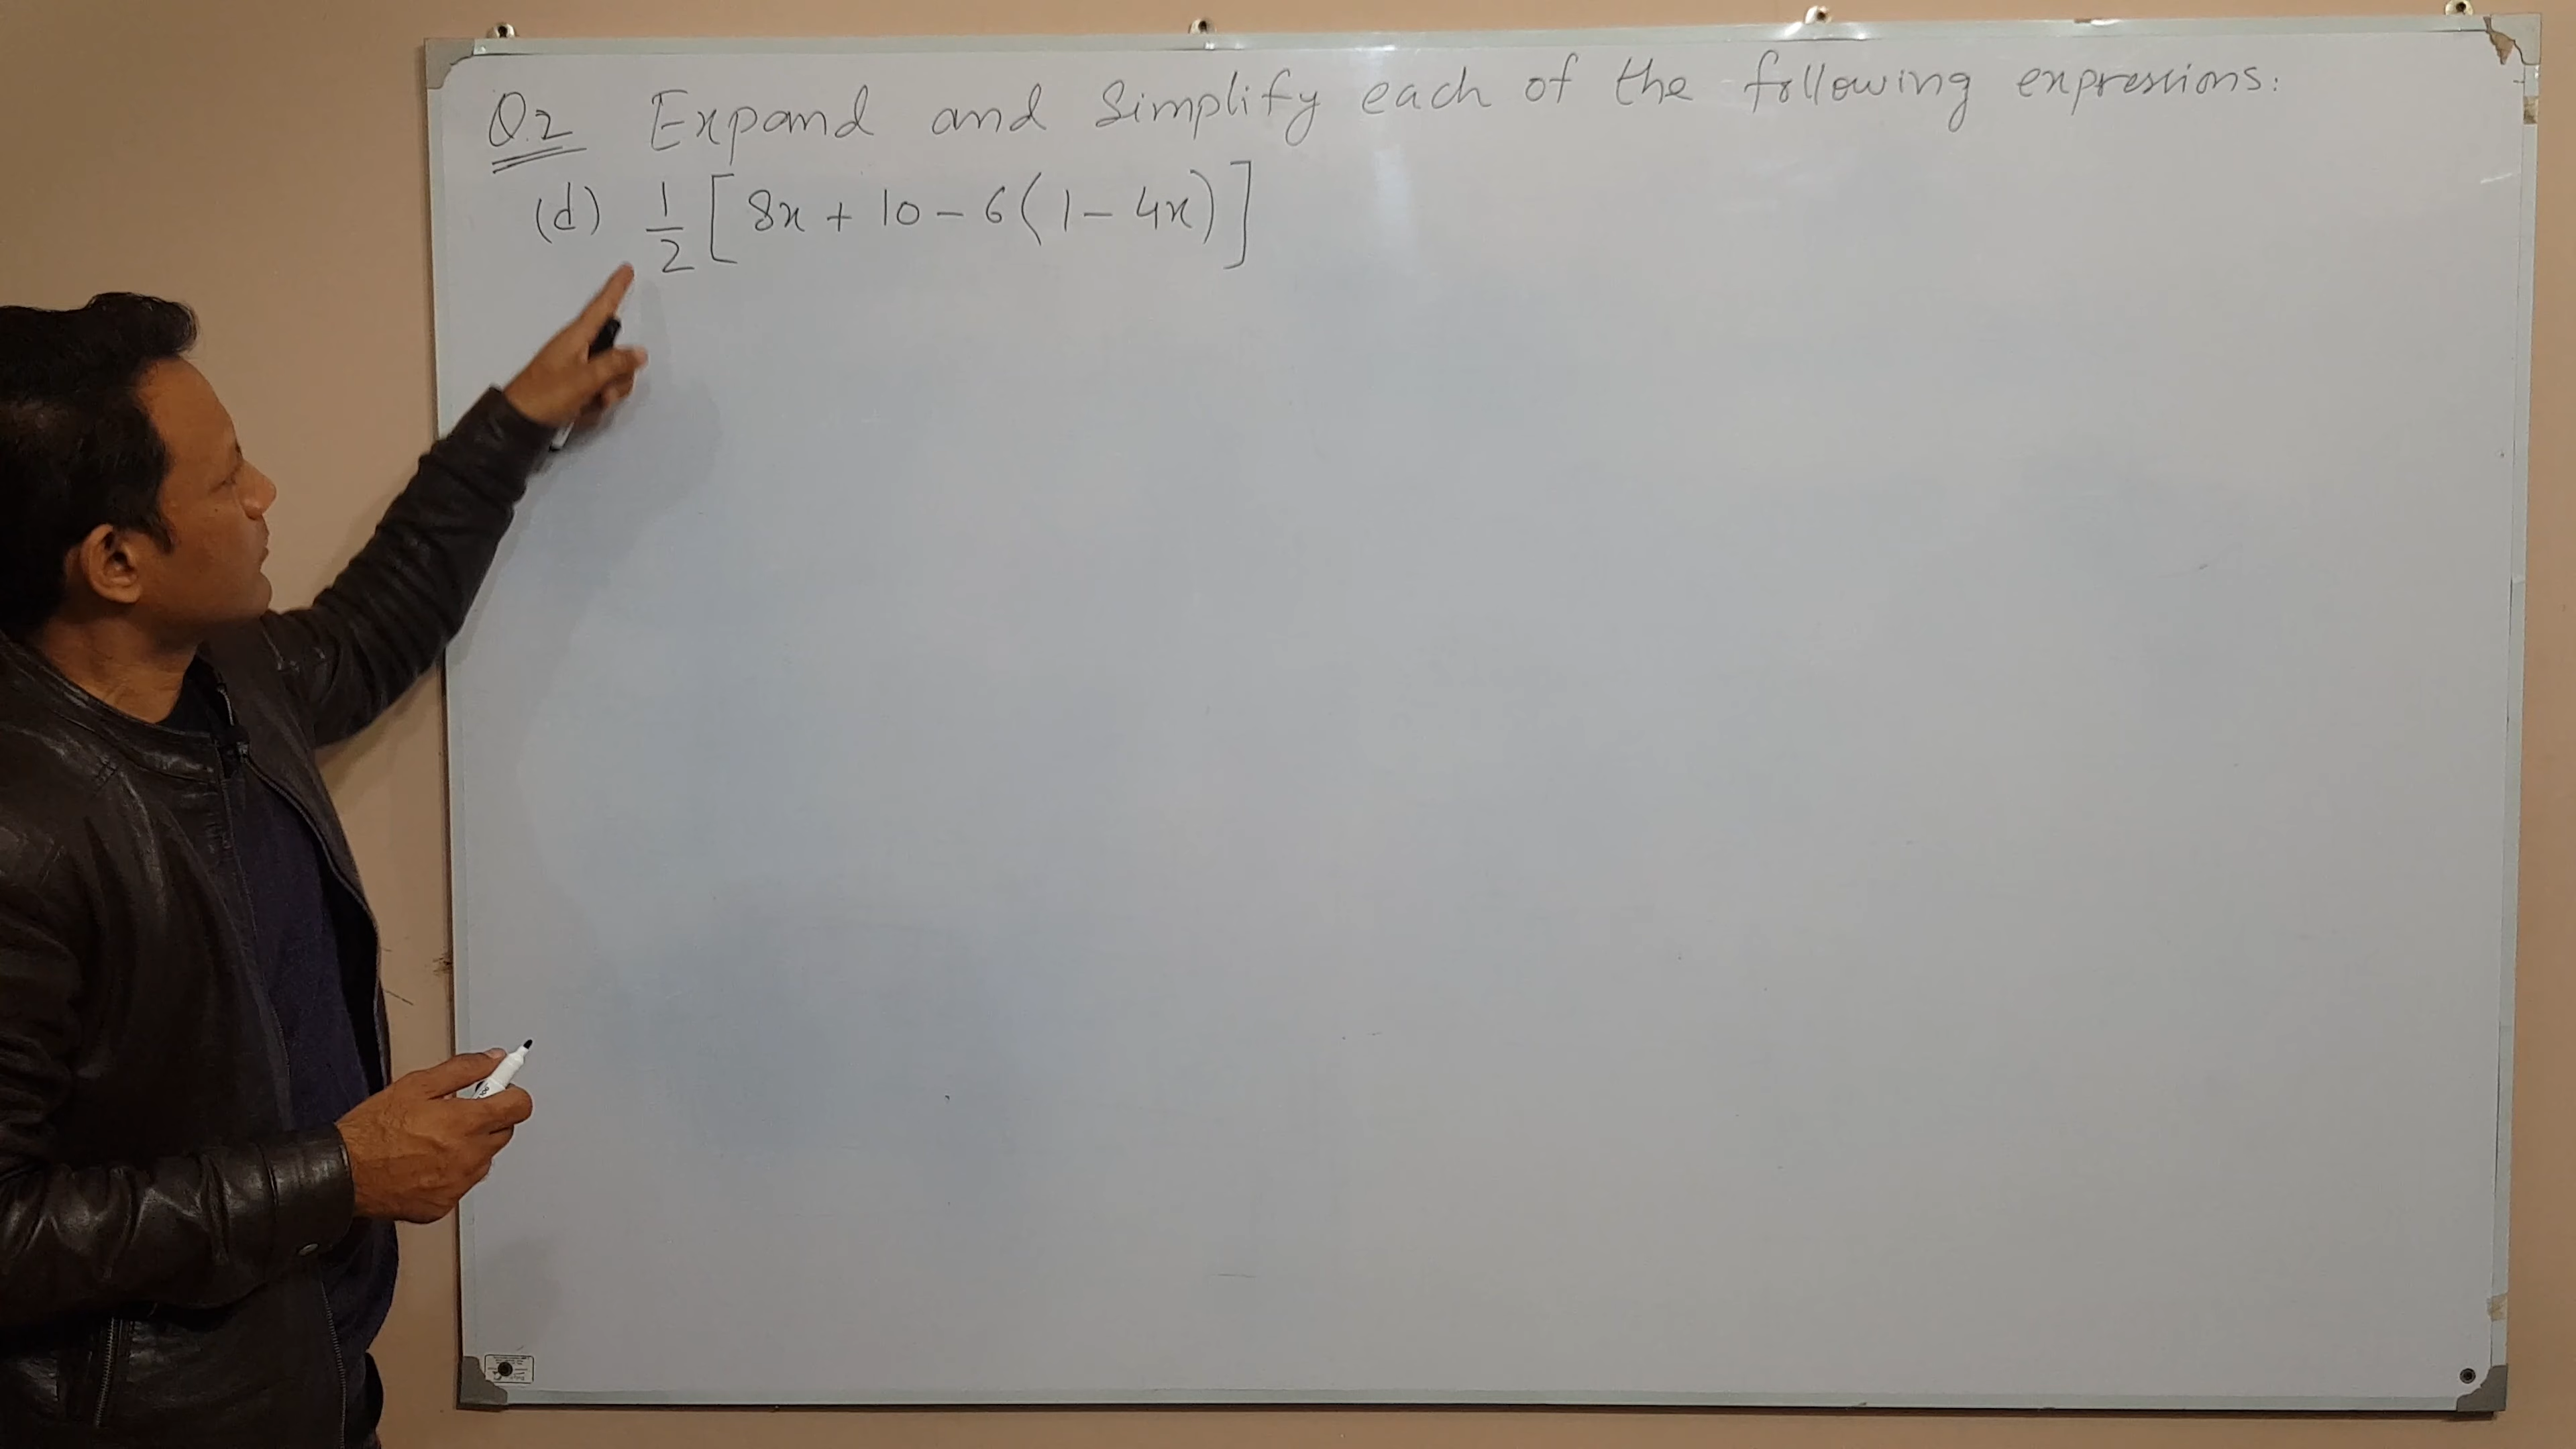 Q.2 Expand and Simplify each of the following expressions:
(d) 1/2 [ 8x + 10 - 6 ( 1 - 4x ) ]